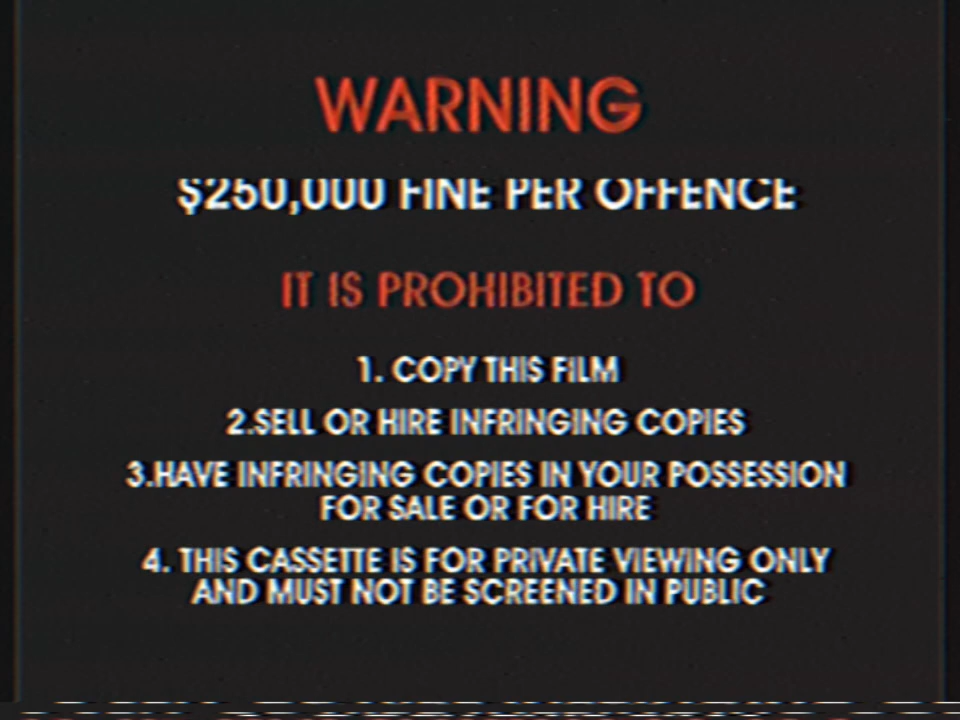 WARNING
$250,000 FINE PER OFFENCE
IT IS PROHIBITED TO
1. COPY THIS FILM
2.SELL OR HIRE INFRINGING COPIES
3.HAVE INFRINGING COPIES IN YOUR POSSESSION
FOR SALE OR FOR HIRE
4. THIS CASSETTE IS FOR PRIVATE VIEWING ONLY
AND MUST NOT BE SCREENED IN PUBLIC